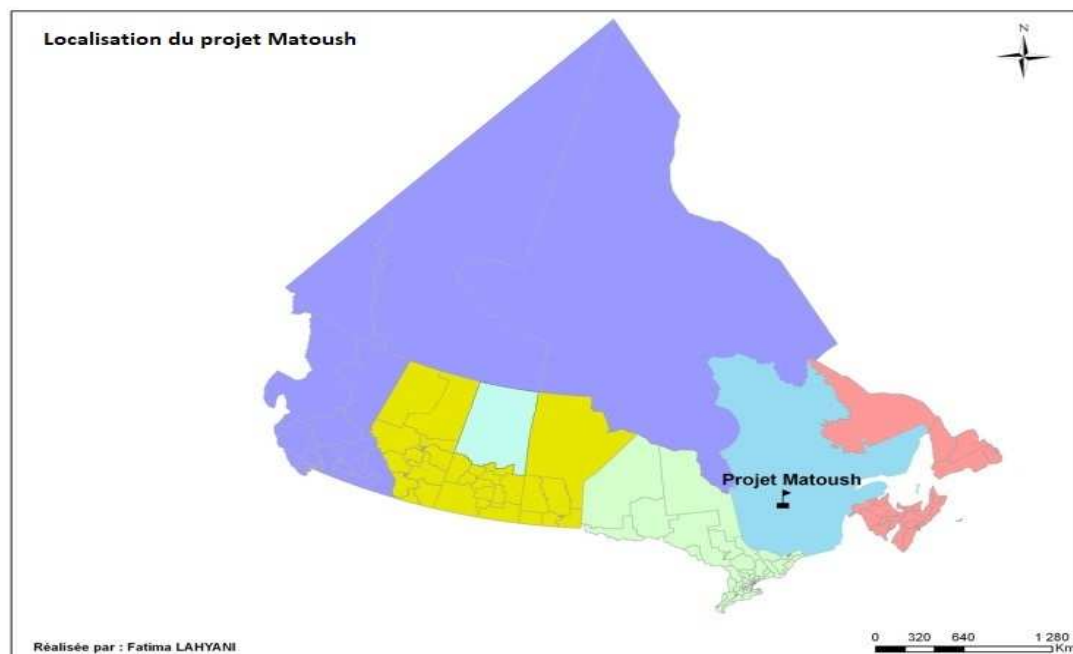 Localisation du projet Matoush
N
Projet Matoush
Réalisée par : Fatima LAHYANI
0 320 640 1 280
Km